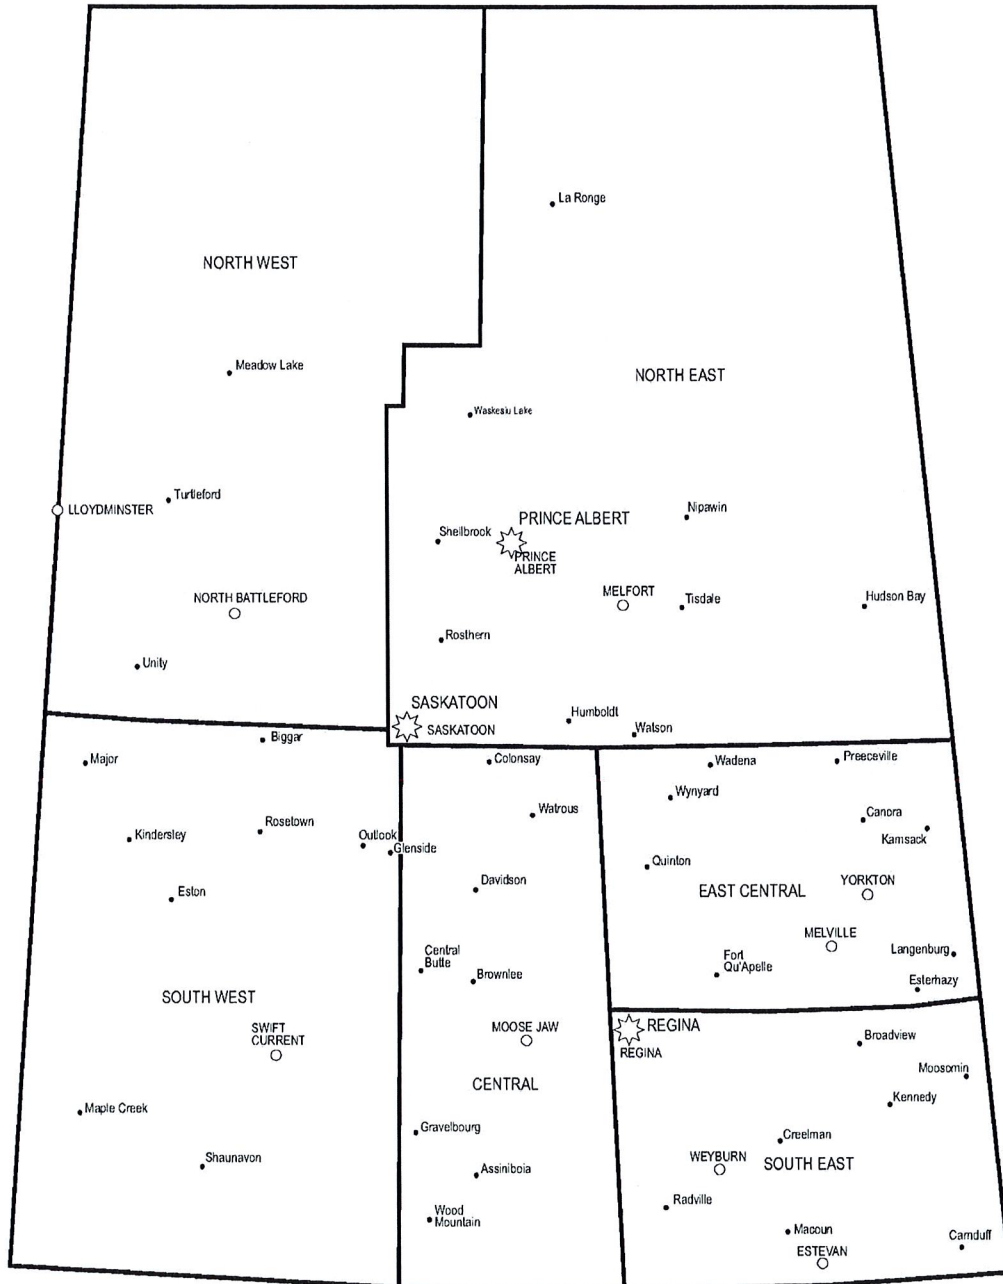 La Ronge
NORTH WEST
Meadow Lake
NORTH EAST
Waskesiu Lake
Turtleford
LLOYDMINSTER
Nipawin
PRINCE ALBERT
Shellbrook
PRINCE
ALBERT
NORTH BATTLEFORD
MELFORT
Tisdale
Hudson Bay
Rosthern
Unity
SASKATOON
SASKATOON
Humboldt
Watson
Biggar
Major
Colonsay
Wadena
Preeceville
Wynyard
Watrous
Canora
Kamsack
Rosetown
Kindersley
Outlook
Glenside
Quinton
Eston
Davidson
EAST CENTRAL
YORKTON
MELVILLE
Langenburg
Central
Butte
Fort
Qu'Apelle
Brownlee
Esterhazy
SOUTH WEST
SWIFT
CURRENT
MOOSE JAW
REGINA
REGINA
Broadview
Moosomin
CENTRAL
Kennedy
Maple Creek
Gravelbourg
Creelman
Shaunavon
Assiniboia
WEYBURN
SOUTH EAST
Radville
Wood
Mountain
Macoun
Carnduff
ESTEVAN